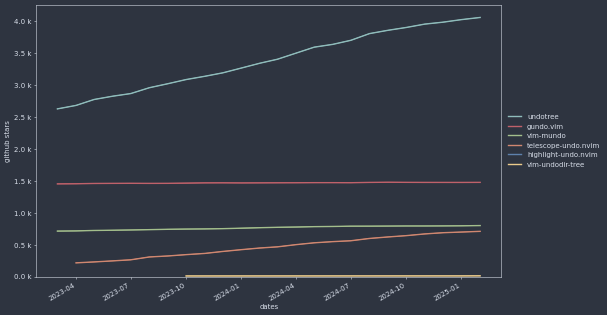 4.0 k
3.5 k
3.0 k
2.5 k
2.0 k
1.5 k
1.0 k
0.5 k
0.0 k
github stars
2023-04
2023-07
2023-10
2024-01
2024-04
2024-07
2024-10
2025-01
dates
undotree
gundo.vim
vim-mundo
telescope-undo.nvim
highlight-undo.nvim
vim-undodir-tree